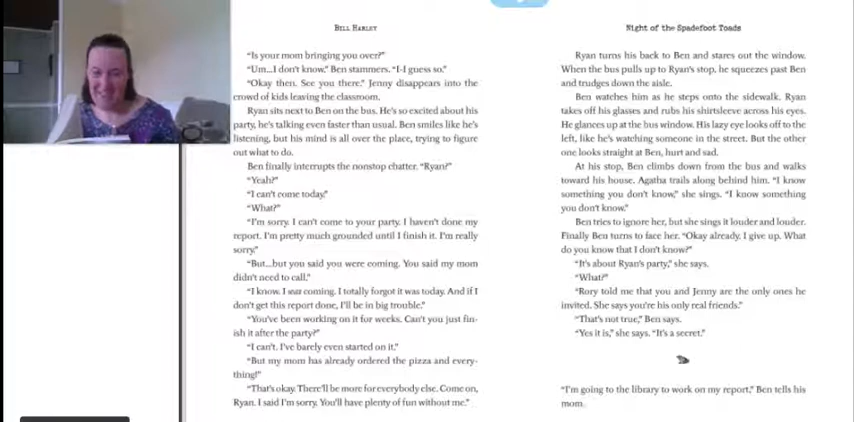 BILL HARLEY
"Is your mom bringing you over?"
"Um...I don't know," Ben stammers. "I-I guess so."
"Okay then. See you there." Jenny disappears into the
crowd of kids leaving the classroom.
Ryan sits next to Ben on the bus. He's so excited about his
party, he's talking even faster than usual. Ben smiles like he's
listening, but his mind is all over the place, trying to figure
out what to do.
Ben finally interrupts the nonstop chatter. "Ryan?"
"Yeah?"
"I can't come today."
"What?"
"I'm sorry. I can't come to your party. I haven't done my
report. I'm pretty much grounded until I finish it. I'm really
sorry."
"But...but you said you were coming. You said my mom
didn't need to call."
"I know. I was coming. I totally forgot it was today. And if I
don't get this report done, I'll be in big trouble."
"You've been working on it for weeks. Can't you just fin-
ish it after the party?"
"I can't. I've barely even started on it."
"But my mom has already ordered the pizza and every-
thing!"
"That's okay. There'll be more for everybody else. Come on,
Ryan. I said I'm sorry. You'll have plenty of fun without me."
Night of the Spadefoot Toads
Ryan turns his back to Ben and stares out the window.
When the bus pulls up to Ryan's stop, he squeezes past Ben
and trudges down the aisle.
Ben watches him as he steps onto the sidewalk. Ryan
takes off his glasses and rubs his shirtsleeve across his eyes.
He glances up at the bus window. His lazy eye looks off to the
left, like he's watching someone in the street. But the other
one looks straight at Ben, hurt and sad.
At his stop, Ben climbs down from the bus and walks
toward his house. Agatha trails along behind him. "I know
something you don't know," she sings. "I know something
you don't know."
Ben tries to ignore her, but she sings it louder and louder.
Finally Ben turns to face her. "Okay already. I give up. What
do you know that I don't know?"
"It's about Ryan's party," she says.
"What?"
"Rory told me that you and Jenny are the only ones he
invited. She says you're his only real friends."
"That's not true," Ben says.
"Yes it is," she says. "It's a secret."
"I'm going to the library to work on my report," Ben tells his
mom.